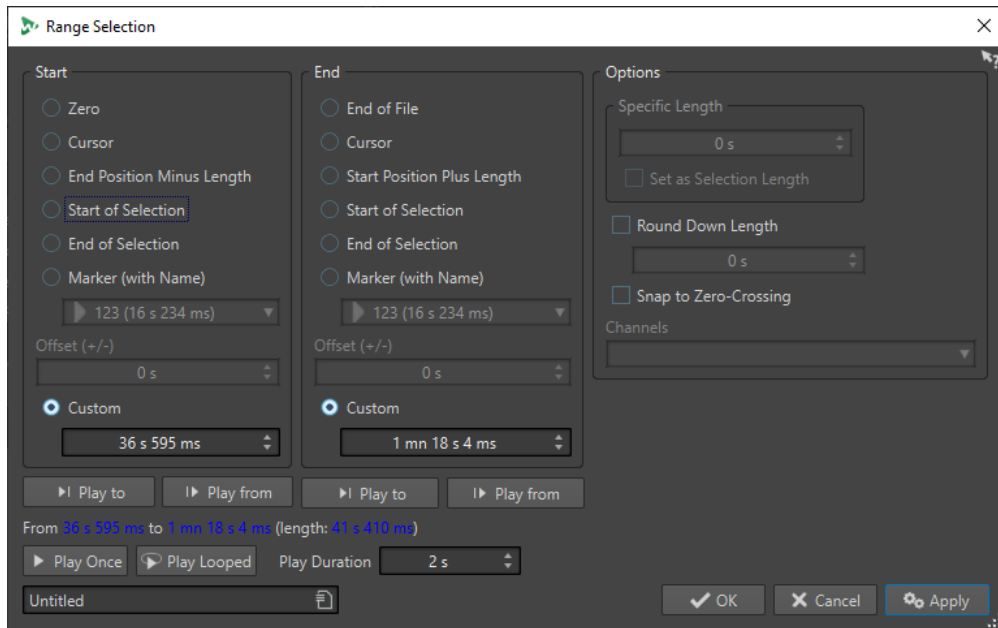 Range Selection
Start
Zero
Cursor
End Position Minus Length
Start of Selection
End of Selection
Marker (with Name)
123 (16 s 234 ms)
Offset (+/-)
0 s
Custom
36 s 595 ms
Play to
Play from
End
End of File
Cursor
Start Position Plus Length
Start of Selection
End of Selection
Marker (with Name)
123 (16 s 234 ms)
Offset (+/-)
0 s
Custom
1 mn 18 s 4 ms
Play to
Play from
Options
Specific Length
0 s
Set as Selection Length
Round Down Length
0 s
Snap to Zero-Crossing
Channels
From 36 s 595 ms to 1 mn 18 s 4 ms (length: 41 s 410 ms)
Play Once
Play Looped
Play Duration
2 s
Untitled
OK
Cancel
Apply